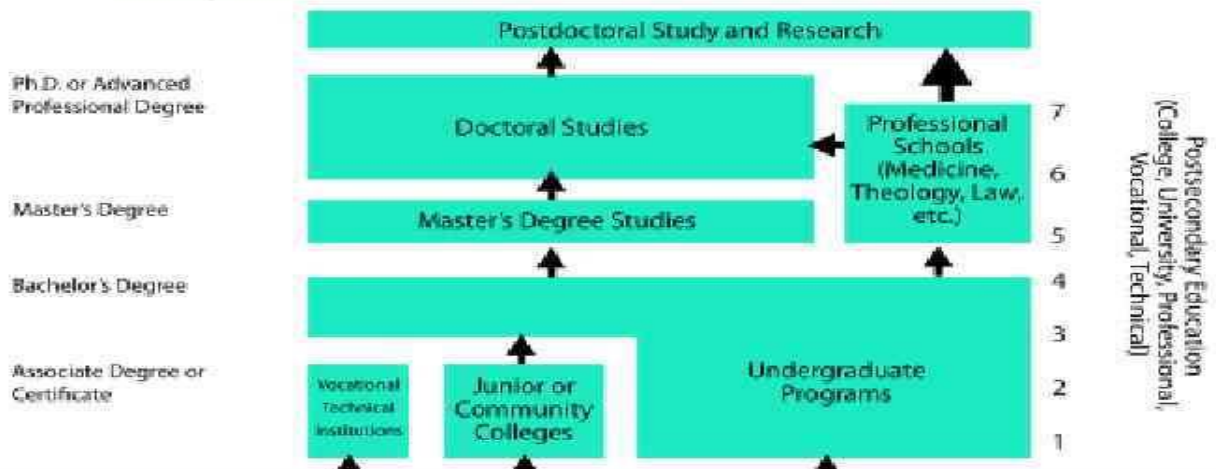 Postdoctoral Study and Research
Ph.D. or Advanced
Professional Degree
Doctoral Studies
Professional
Schools
(Medicine,
Theology, Law,
etc.)
7
6
Master's Degree
Master's Degree Studies
5
Bachelor's Degree
4
3
Associate Degree or
Certificate
Vocational
Technical
Institutions
Junior or
Community
Colleges
Undergraduate
Programs
2
1
Postsecondary Education
(College, University, Professional,
Vocational, Technical)